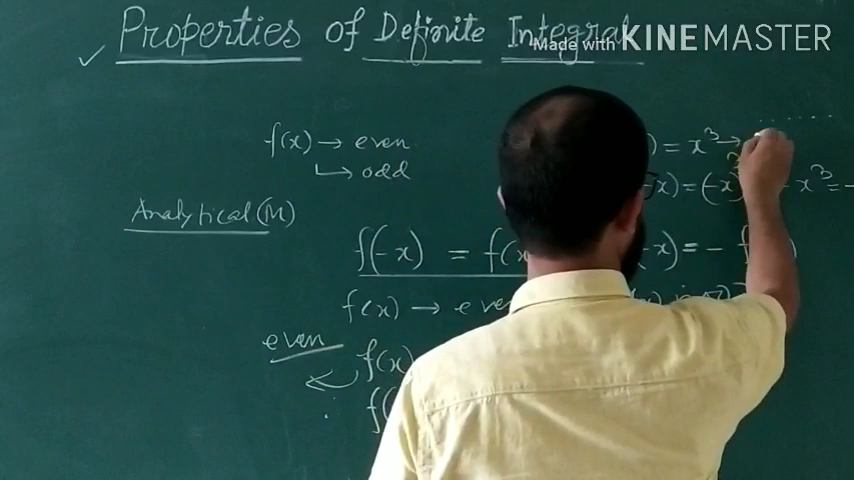 ✓ Properties of Definite Integral
Made with KINEMASTER
f(x) → even
↳ odd
) = x³ →
-x) = (-x)³ - x³ = -
Analytical (M)
f(-x) = f(x -x) = - f
f(x) → even
even
f(x)
f(